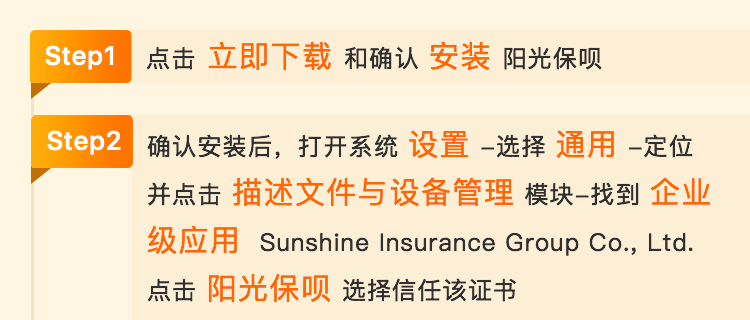 Step1 点击 立即下载 和确认 安装 阳光保呗
Step2 确认安装后，打开系统 设置 –选择 通用 –定位
并点击 描述文件与设备管理 模块–找到 企业
级应用 Sunshine Insurance Group Co., Ltd.
点击 阳光保呗 选择信任该证书